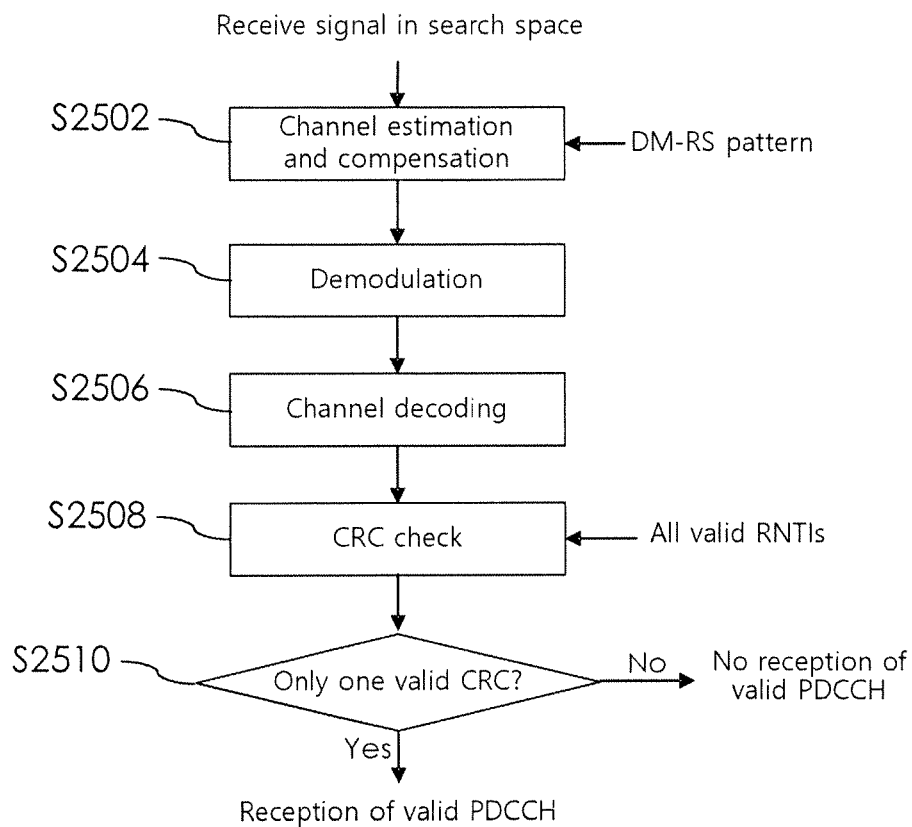 Receive signal in search space
S2502
Channel estimation
and compensation
DM-RS pattern
S2504
Demodulation
S2506
Channel decoding
S2508
CRC check
All valid RNTIs
S2510
Only one valid CRC?
No
No reception of
valid PDCCH
Yes
Reception of valid PDCCH